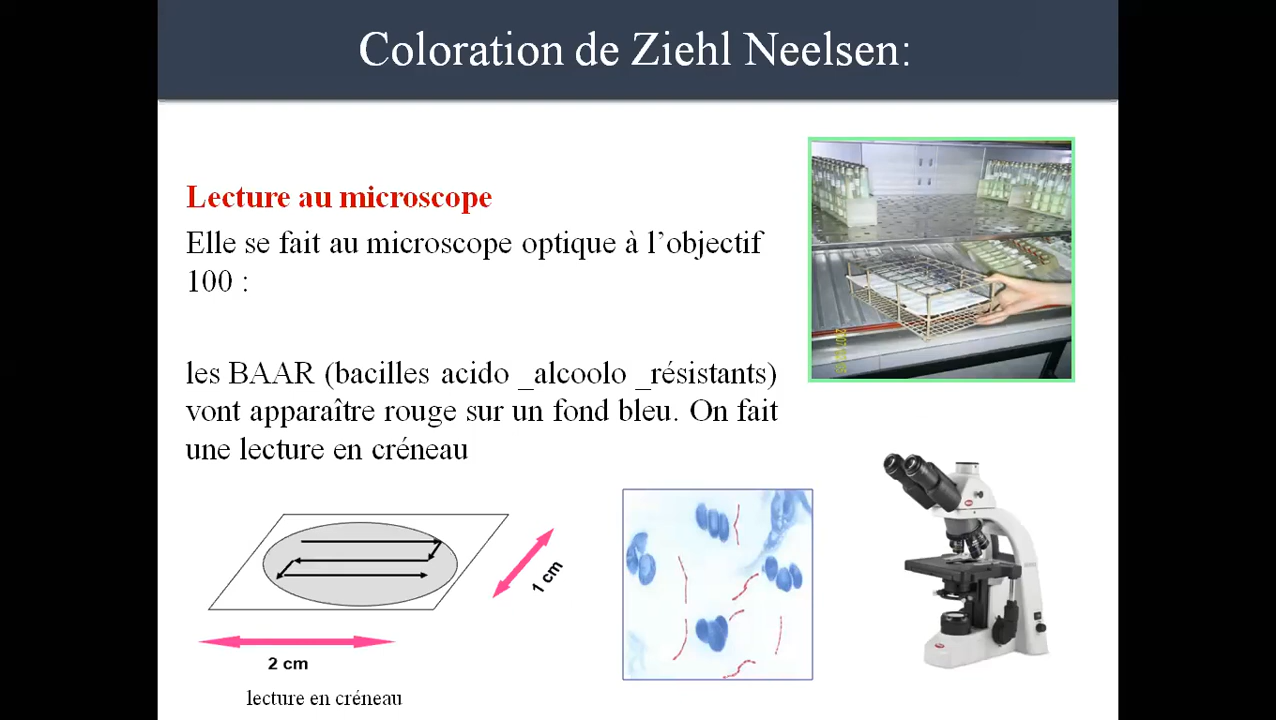 Coloration de Ziehl Neelsen:
Lecture au microscope
Elle se fait au microscope optique à l’objectif
100 :
les BAAR (bacilles acido _alcoolo _résistants)
vont apparaître rouge sur un fond bleu. On fait
une lecture en créneau
1 cm
2 cm
lecture en créneau